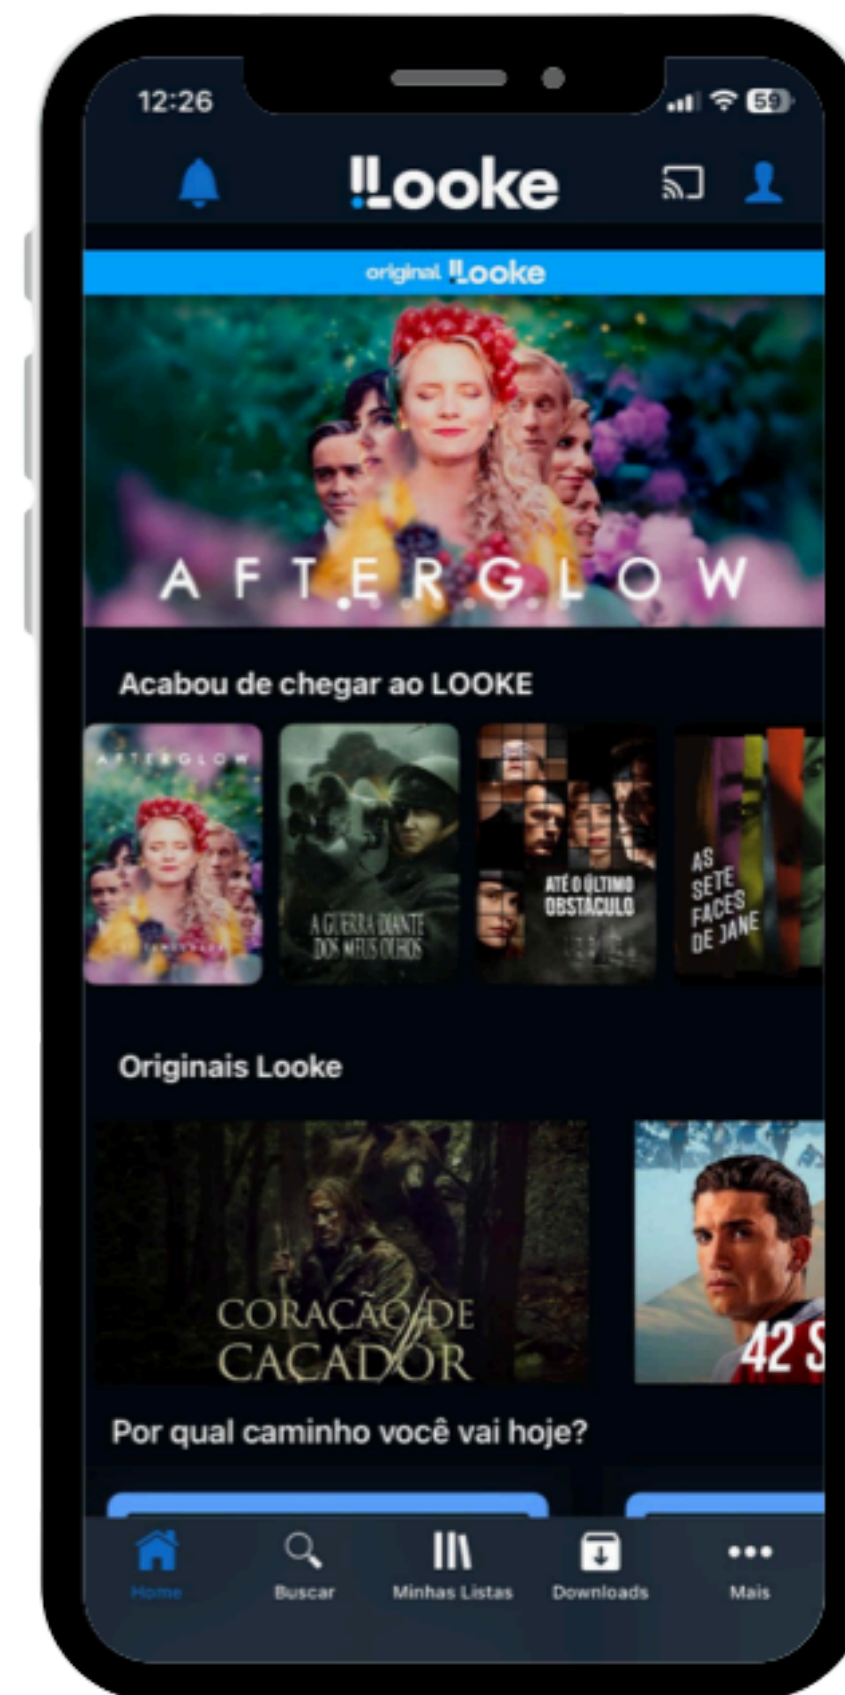 12:26
59
Looke
original Looke
AFTERGLOW
Acabou de chegar ao LOOKE
AFTERGLOW
A GUERRA DIANTE
DOS MEUS OLHOS
ATÉ O ÚLTIMO
OBSTÁCULO
AS
SETE
FACES
DE JANE
Originais Looke
CORAÇÃO DE
CAÇADOR
42 S
Por qual caminho você vai hoje?
Home
Buscar
Minhas Listas
Downloads
Mais